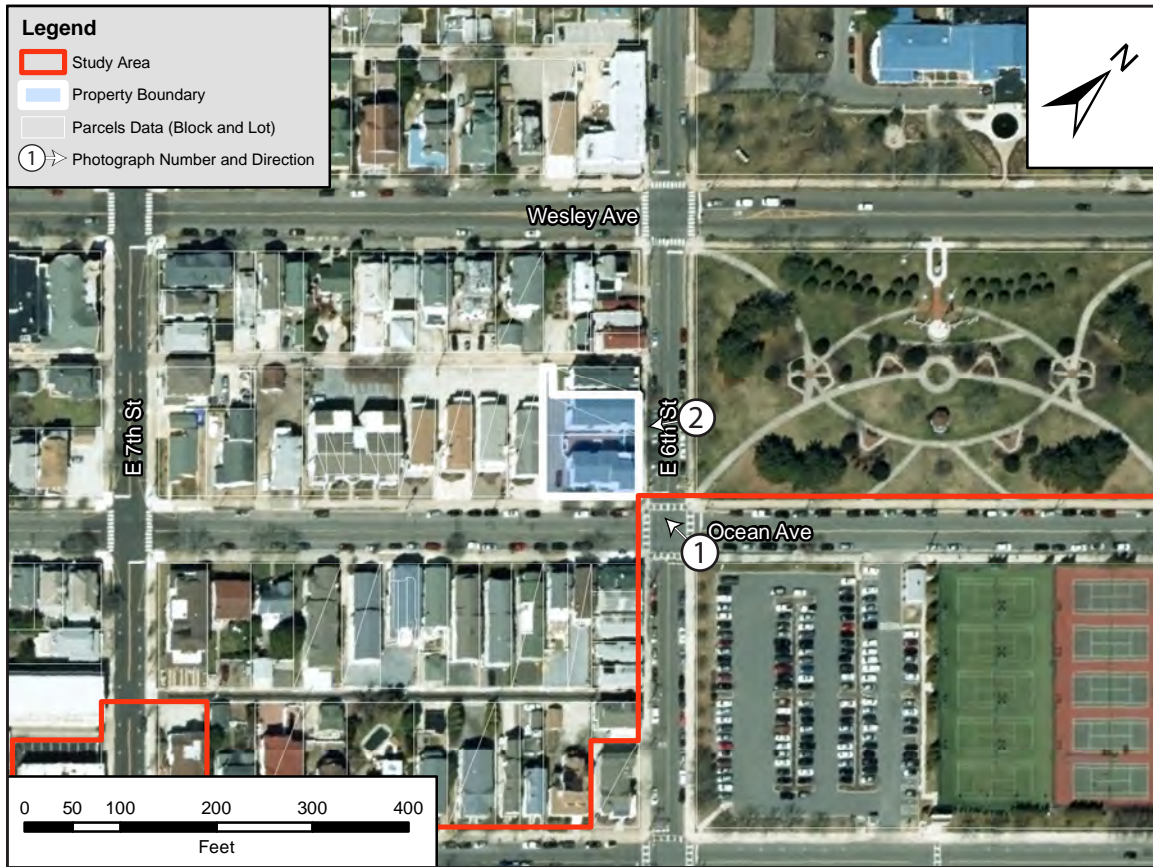 Legend
Study Area
Property Boundary
Parcels Data (Block and Lot)
1 Photograph Number and Direction
N
Wesley Ave
E 7th St
E 6th St
2
Ocean Ave
1
0 50 100 200 300 400
Feet